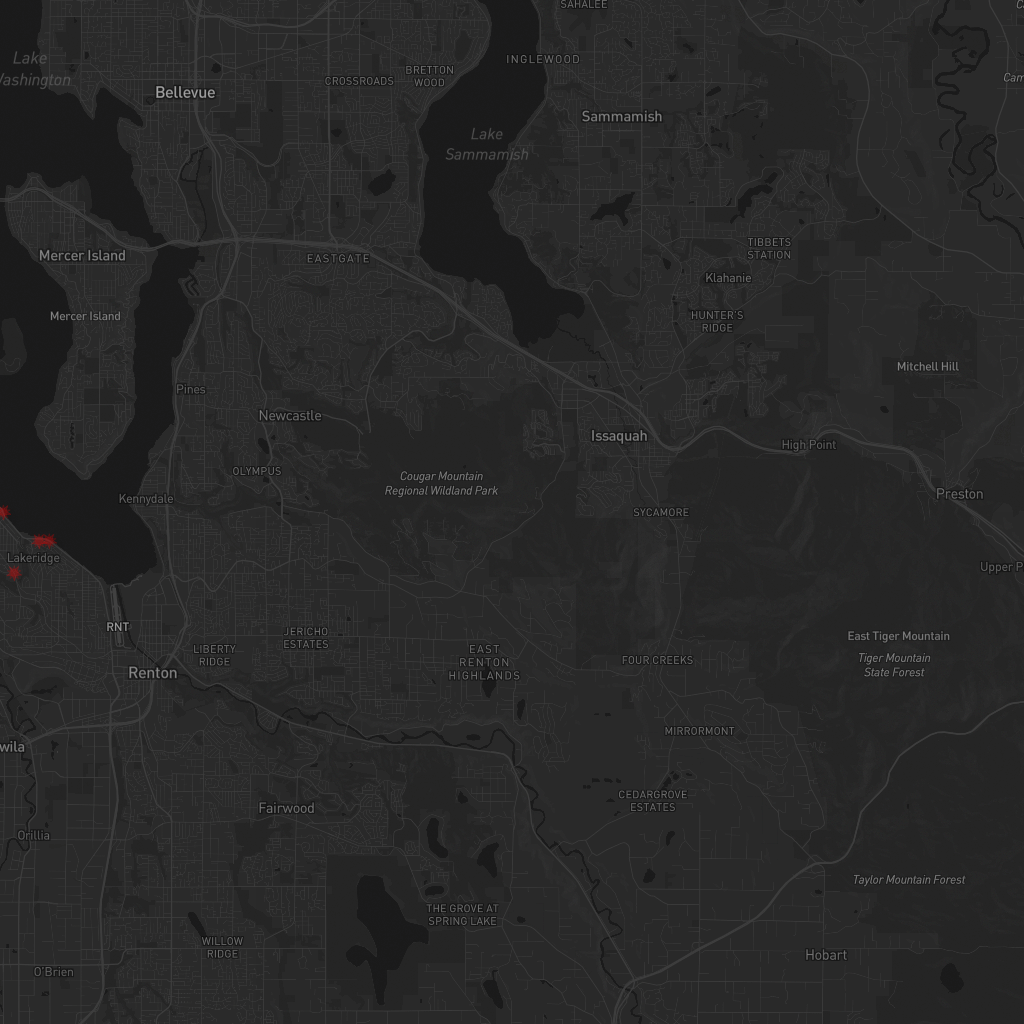 SAHALEE
Lake
Washington
INGLEWOOD
BRETTON
WOOD
CROSSROADS
Bellevue
Sammamish
Lake
Sammamish
Mercer Island
EASTGATE
TIBBETS
STATION
Klahanie
Mercer Island
HUNTER'S
RIDGE
Mitchell Hill
Pines
Newcastle
Issaquah
High Point
OLYMPUS
Cougar Mountain
Regional Wildland Park
Kennydale
Preston
SYCAMORE
Lakeridge
Upper P
RNT
JERICHO
ESTATES
East Tiger Mountain
LIBERTY
RIDGE
EAST
RENTON
HIGHLANDS
FOUR CREEKS
Tiger Mountain
State Forest
Renton
MIRRORMONT
wila
CEDARGROVE
ESTATES
Fairwood
Orillia
Taylor Mountain Forest
THE GROVE AT
SPRING LAKE
WILLOW
RIDGE
Hobart
O'Brien